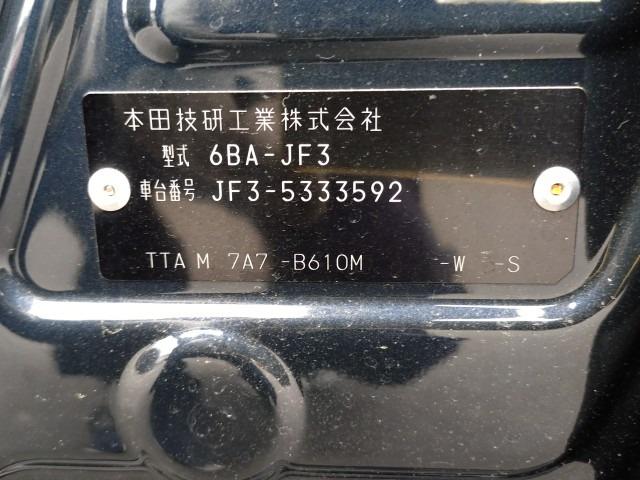 本田技研工業株式会社
型式 6BA-JF3
車台番号 JF3-5333592
TTA M 7A7 -B610M -W -S